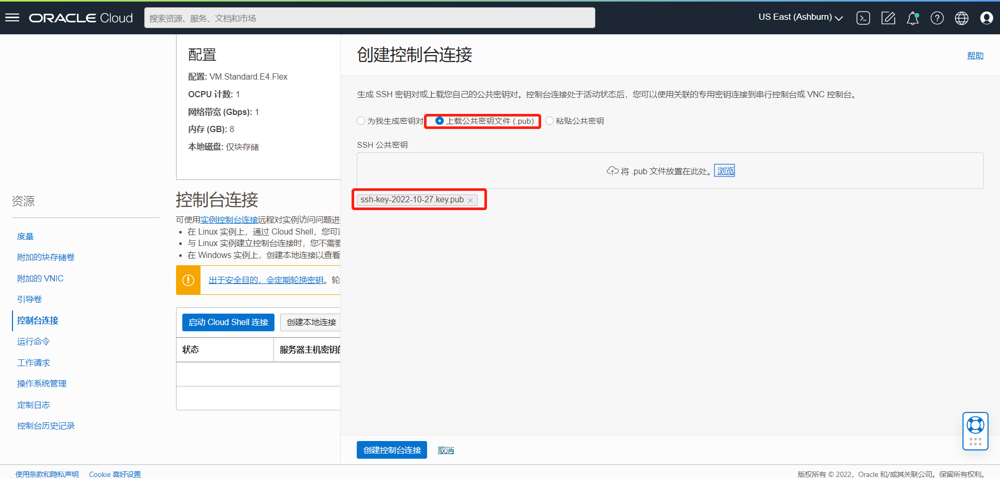 ORACLE Cloud
搜索资源、服务、文档和市场
US East (Ashburn)
配置
配置: VM.Standard.E4.Flex
OCPU 计数: 1
网络带宽 (Gbps): 1
内存 (GB): 8
本地磁盘: 仅块存储
资源
度量
附加的块存储卷
附加的 VNIC
引导卷
控制台连接
运行命令
工作请求
操作系统管理
定制日志
控制台历史记录
控制台连接
可使用实例控制台连接远程对实例访问问题进
在 Linux 实例上，通过 Cloud Shell，您可以
与 Linux 实例建立控制台连接时，您不需要
在 Windows 实例上，创建本地连接以查看
出于安全目的，会定期轮换密钥。轮
启动 Cloud Shell 连接
创建本地连接
状态
服务器主机密钥的
创建控制台连接
帮助
生成 SSH 密钥对或上载您自己的公共密钥对。控制台连接处于活动状态后，您可以使用关联的专用密钥连接到串行控制台或 VNC 控制台。
为我生成密钥对
上载公共密钥文件 (.pub)
粘贴公共密钥
SSH 公共密钥
将 .pub 文件放置在此处。浏览
ssh-key-2022-10-27.key.pub
创建控制台连接
取消
使用条款和隐私声明
Cookie 喜好设置
版权所有 © 2022，Oracle 和/或其关联公司。保留所有权利。